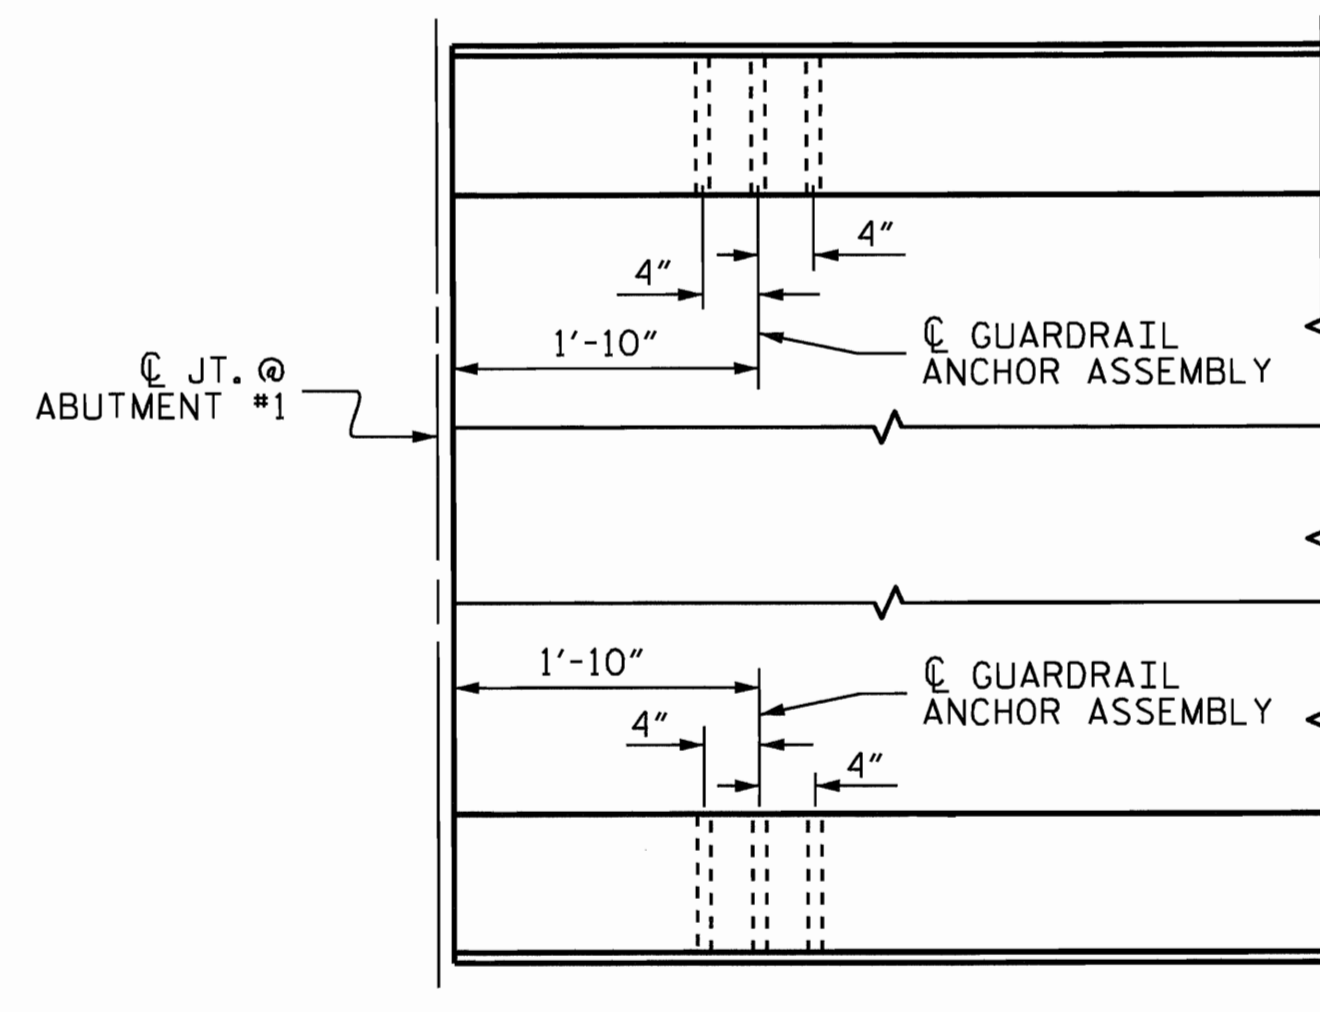 4″
4″
1′-10″
℄ GUARDRAIL
ANCHOR ASSEMBLY
℄ JT. @
ABUTMENT #1
1′-10″
℄ GUARDRAIL
ANCHOR ASSEMBLY
4″
4″